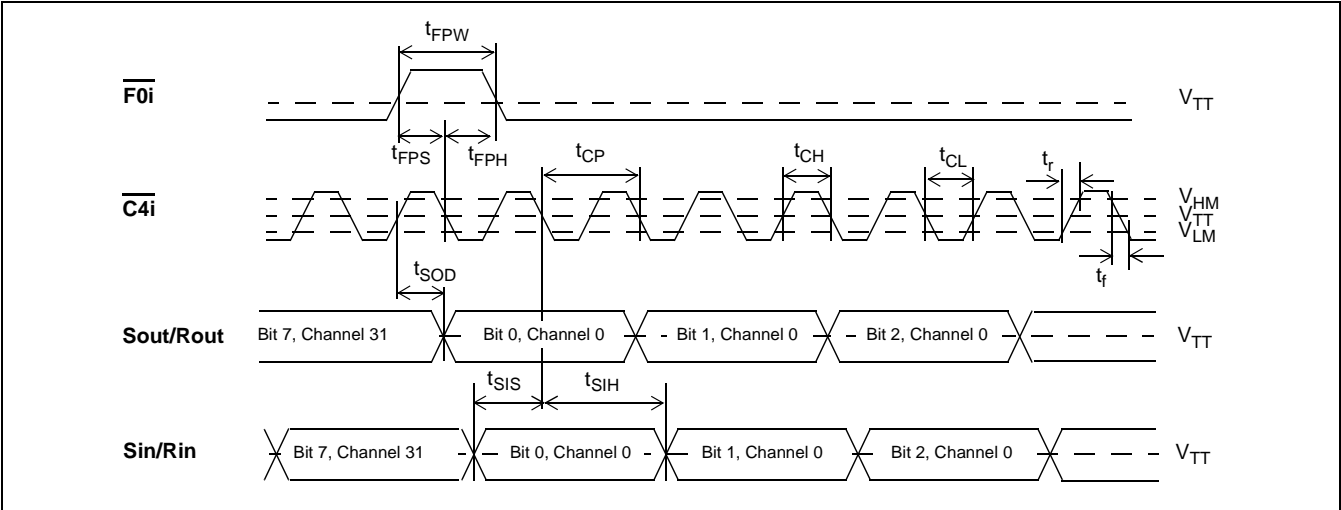 tFPW
F0i
VTT
tFPS
tFPH
tCP
tCH
tCL
tr
C4i
VHM
VTT
VLM
tf
tSOD
Sout/Rout
Bit 7, Channel 31
Bit 0, Channel 0
Bit 1, Channel 0
Bit 2, Channel 0
VTT
tSIS
tSIH
Sin/Rin
Bit 7, Channel 31
Bit 0, Channel 0
Bit 1, Channel 0
Bit 2, Channel 0
VTT